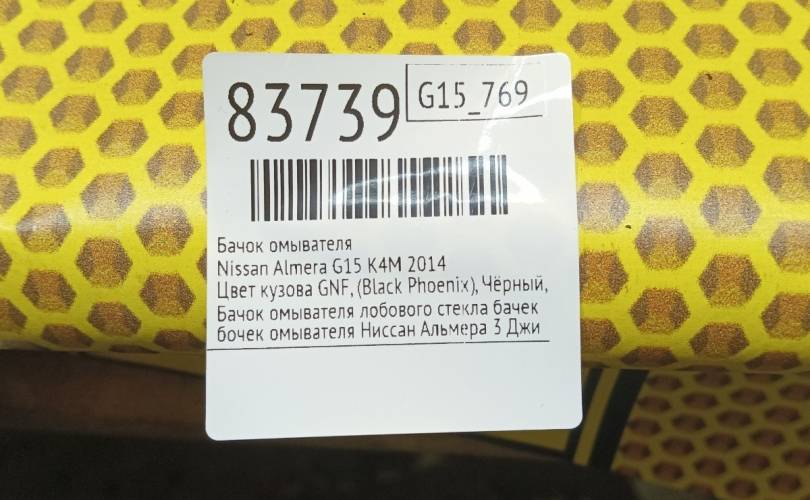 83739
G15_769
Бачок омывателя
Nissan Almera G15 K4M 2014
Цвет кузова GNF, (Black Phoenix), Чёрный,
Бачок омывателя лобового стекла бачек
бочек омывателя Ниссан Альмера 3 Джи